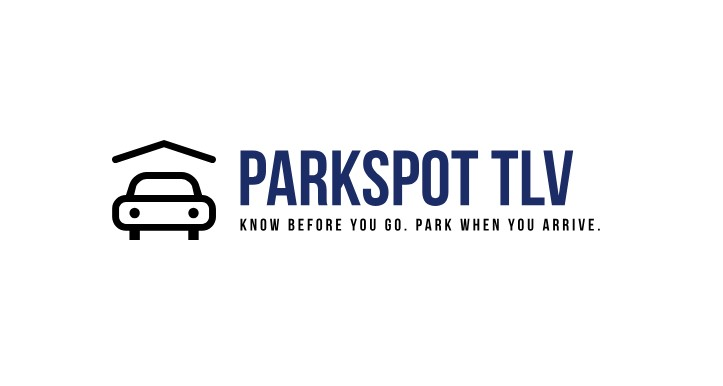 PARKSPOT TLV
KNOW BEFORE YOU GO. PARK WHEN YOU ARRIVE.